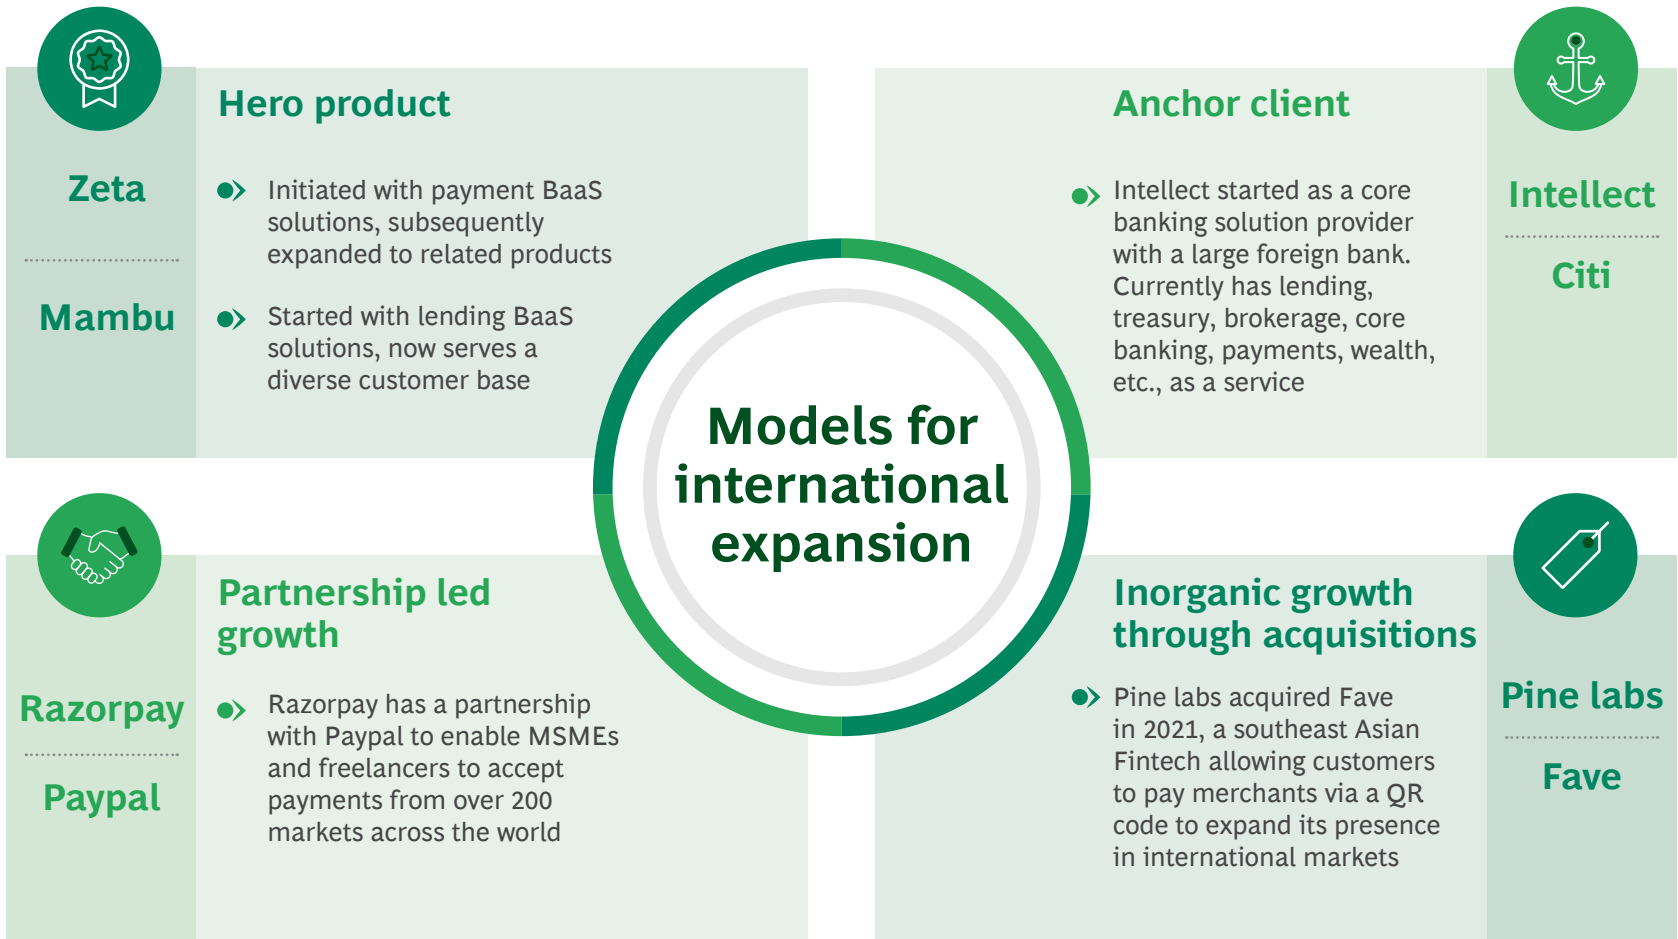 Hero product
Zeta
Initiated with payment BaaS
solutions, subsequently
expanded to related products
Mambu
Started with lending BaaS
solutions, now serves a
diverse customer base
Anchor client
Intellect started as a core
banking solution provider
with a large foreign bank.
Currently has lending,
treasury, brokerage, core
banking, payments, wealth,
etc., as a service
Intellect
Citi
Models for
international
expansion
Partnership led
growth
Razorpay
Paypal
Razorpay has a partnership
with Paypal to enable MSMEs
and freelancers to accept
payments from over 200
markets across the world
Inorganic growth
through acquisitions
Pine labs acquired Fave
in 2021, a southeast Asian
Fintech allowing customers
to pay merchants via a QR
code to expand its presence
in international markets
Pine labs
Fave